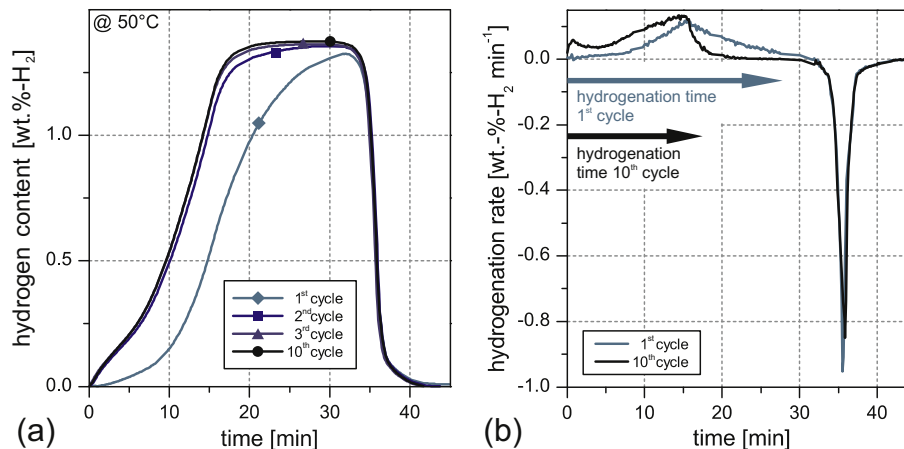 @ 50°C
hydrogen content [wt.%-H2]
1.0
0.5
0.0
0 10 20 30 40
time [min]
1st cycle
2nd cycle
3rd cycle
10th cycle
(a)
hydrogenation rate [wt.-%-H2 min-1]
0.0
-0.2
-0.4
-0.6
-0.8
-1.0
0 10 20 30 40
time [min]
hydrogenation time
1st cycle
hydrogenation
time 10th cycle
1st cycle
10th cycle
(b)